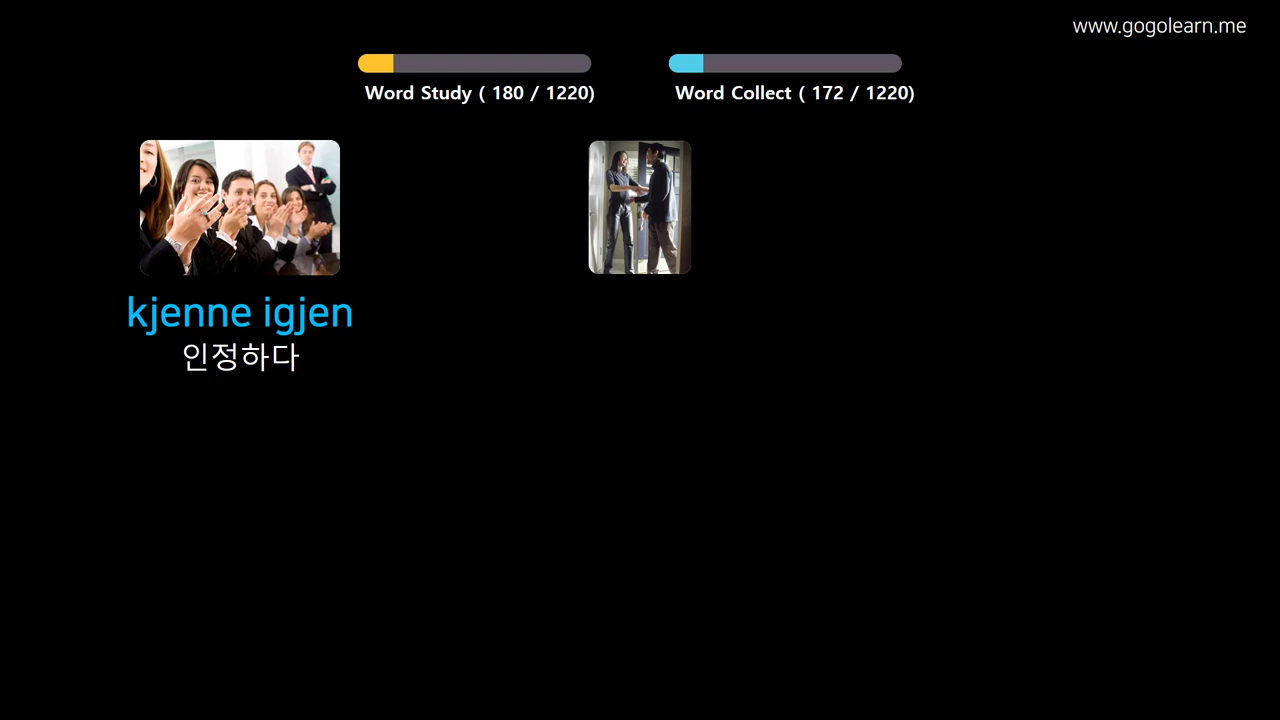 www.gogolearn.me
Word Study ( 180 / 1220)
Word Collect ( 172 / 1220)
kjenne igjen
인정하다